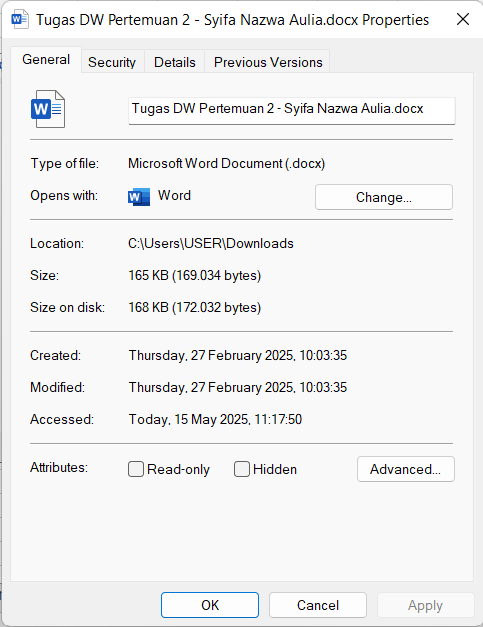 Tugas DW Pertemuan 2 - Syifa Nazwa Aulia.docx Properties
General Security Details Previous Versions
Tugas DW Pertemuan 2 - Syifa Nazwa Aulia.docx
Type of file: Microsoft Word Document (.docx)
Opens with: Word Change...
Location: C:\Users\USER\Downloads
Size: 165 KB (169.034 bytes)
Size on disk: 168 KB (172.032 bytes)
Created: Thursday, 27 February 2025, 10:03:35
Modified: Thursday, 27 February 2025, 10:03:35
Accessed: Today, 15 May 2025, 11:17:50
Attributes: Read-only Hidden Advanced...
OK Cancel Apply